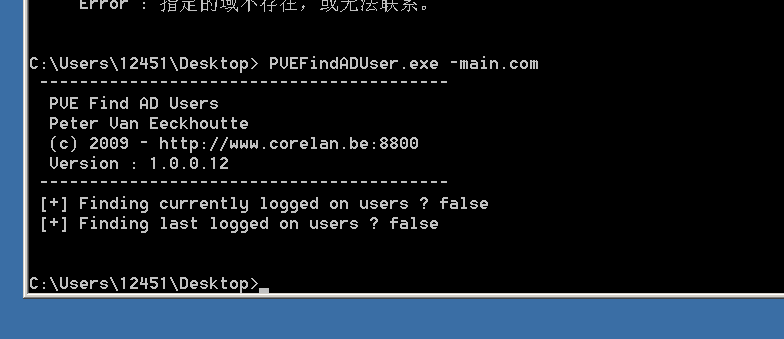 Error : 指定的域不存在，或无法联系。
C:\Users\12451\Desktop> PVEFindADUser.exe -main.com
-----------------------------------------
PVE Find AD Users
Peter Van Eeckhoutte
(c) 2009 - http://www.corelan.be:8800
Version : 1.0.0.12
-----------------------------------------
[+] Finding currently logged on users ? false
[+] Finding last logged on users ? false
C:\Users\12451\Desktop>_